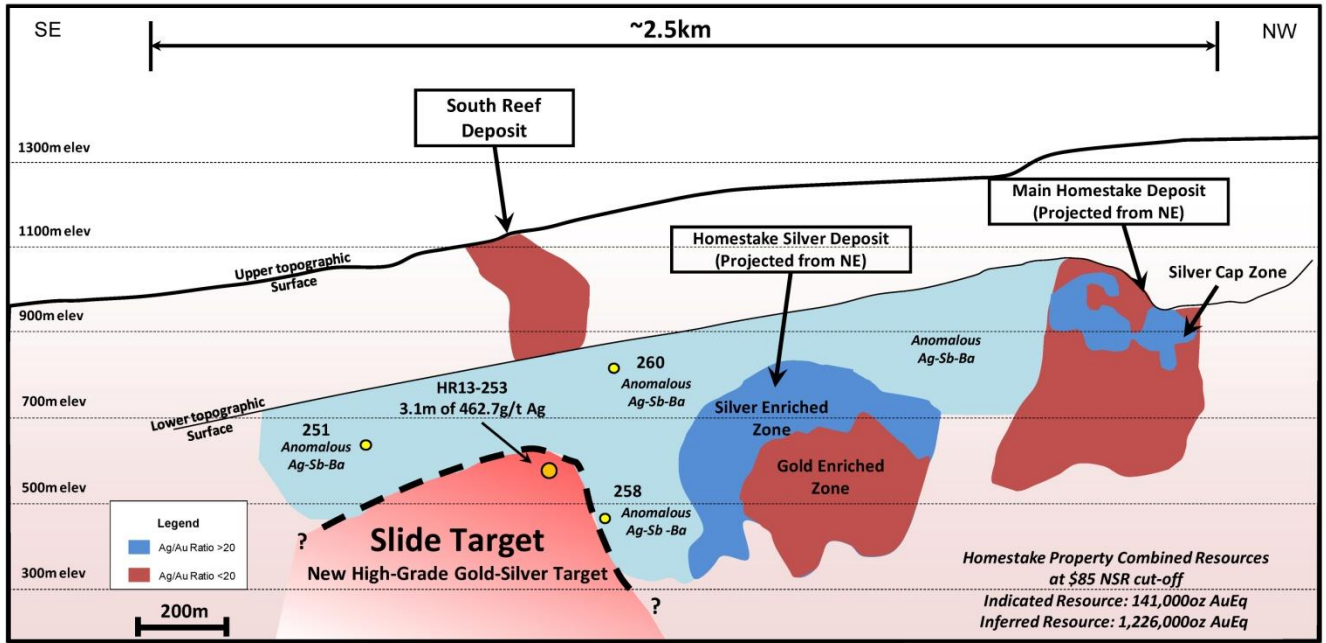 SE
~2.5km
NW
South Reef
Deposit
1300m elev
Main Homestake Deposit
(Projected from NE)
1100m elev
Homestake Silver Deposit
(Projected from NE)
Silver Cap Zone
Upper topographic
Surface
900m elev
Anomalous
Ag-Sb-Ba
260
Anomalous
Ag-Sb-Ba
HR13-253
3.1m of 462.7g/t Ag
700m elev
Lower topographic
Surface
Silver Enriched
Zone
251
Anomalous
Ag-Sb-Ba
Gold Enriched
Zone
500m elev
258
Anomalous
Ag-Sb -Ba
Legend
Ag/Au Ratio >20
Ag/Au Ratio <20
?
Slide Target
New High-Grade Gold-Silver Target
300m elev
?
200m
Homestake Property Combined Resources
at $85 NSR cut-off
Indicated Resource: 141,000oz AuEq
Inferred Resource: 1,226,000oz AuEq